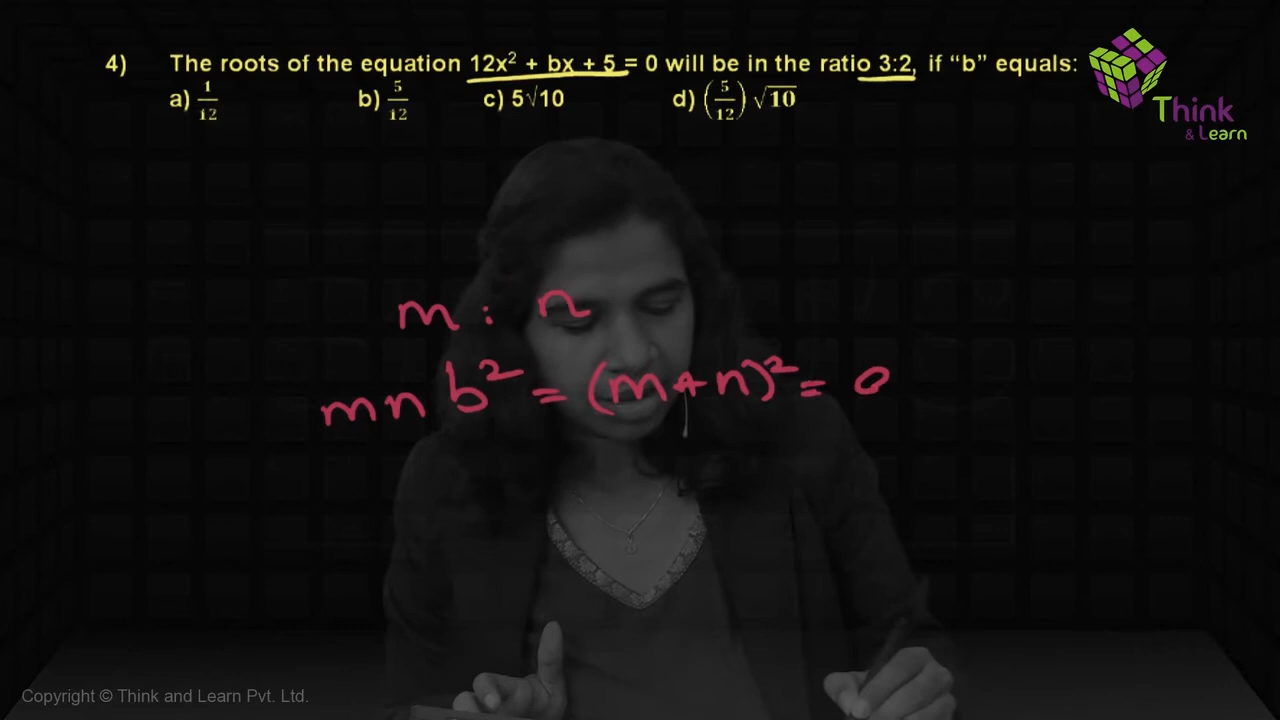 4) The roots of the equation 12x² + bx + 5 = 0 will be in the ratio 3:2, if “b” equals:
a) 1/12 b) 5/12 c) 5√10 d) (5/12) √10
Think
& Learn
m : n
mn b² = (m+n)² = 0
Copyright © Think and Learn Pvt. Ltd.